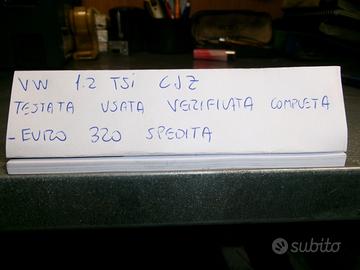 VW 1.2 TSi CJZ
TESTATA USATA VERIFICATA COMPLETA
- EURO 320 SPEDITA
subito